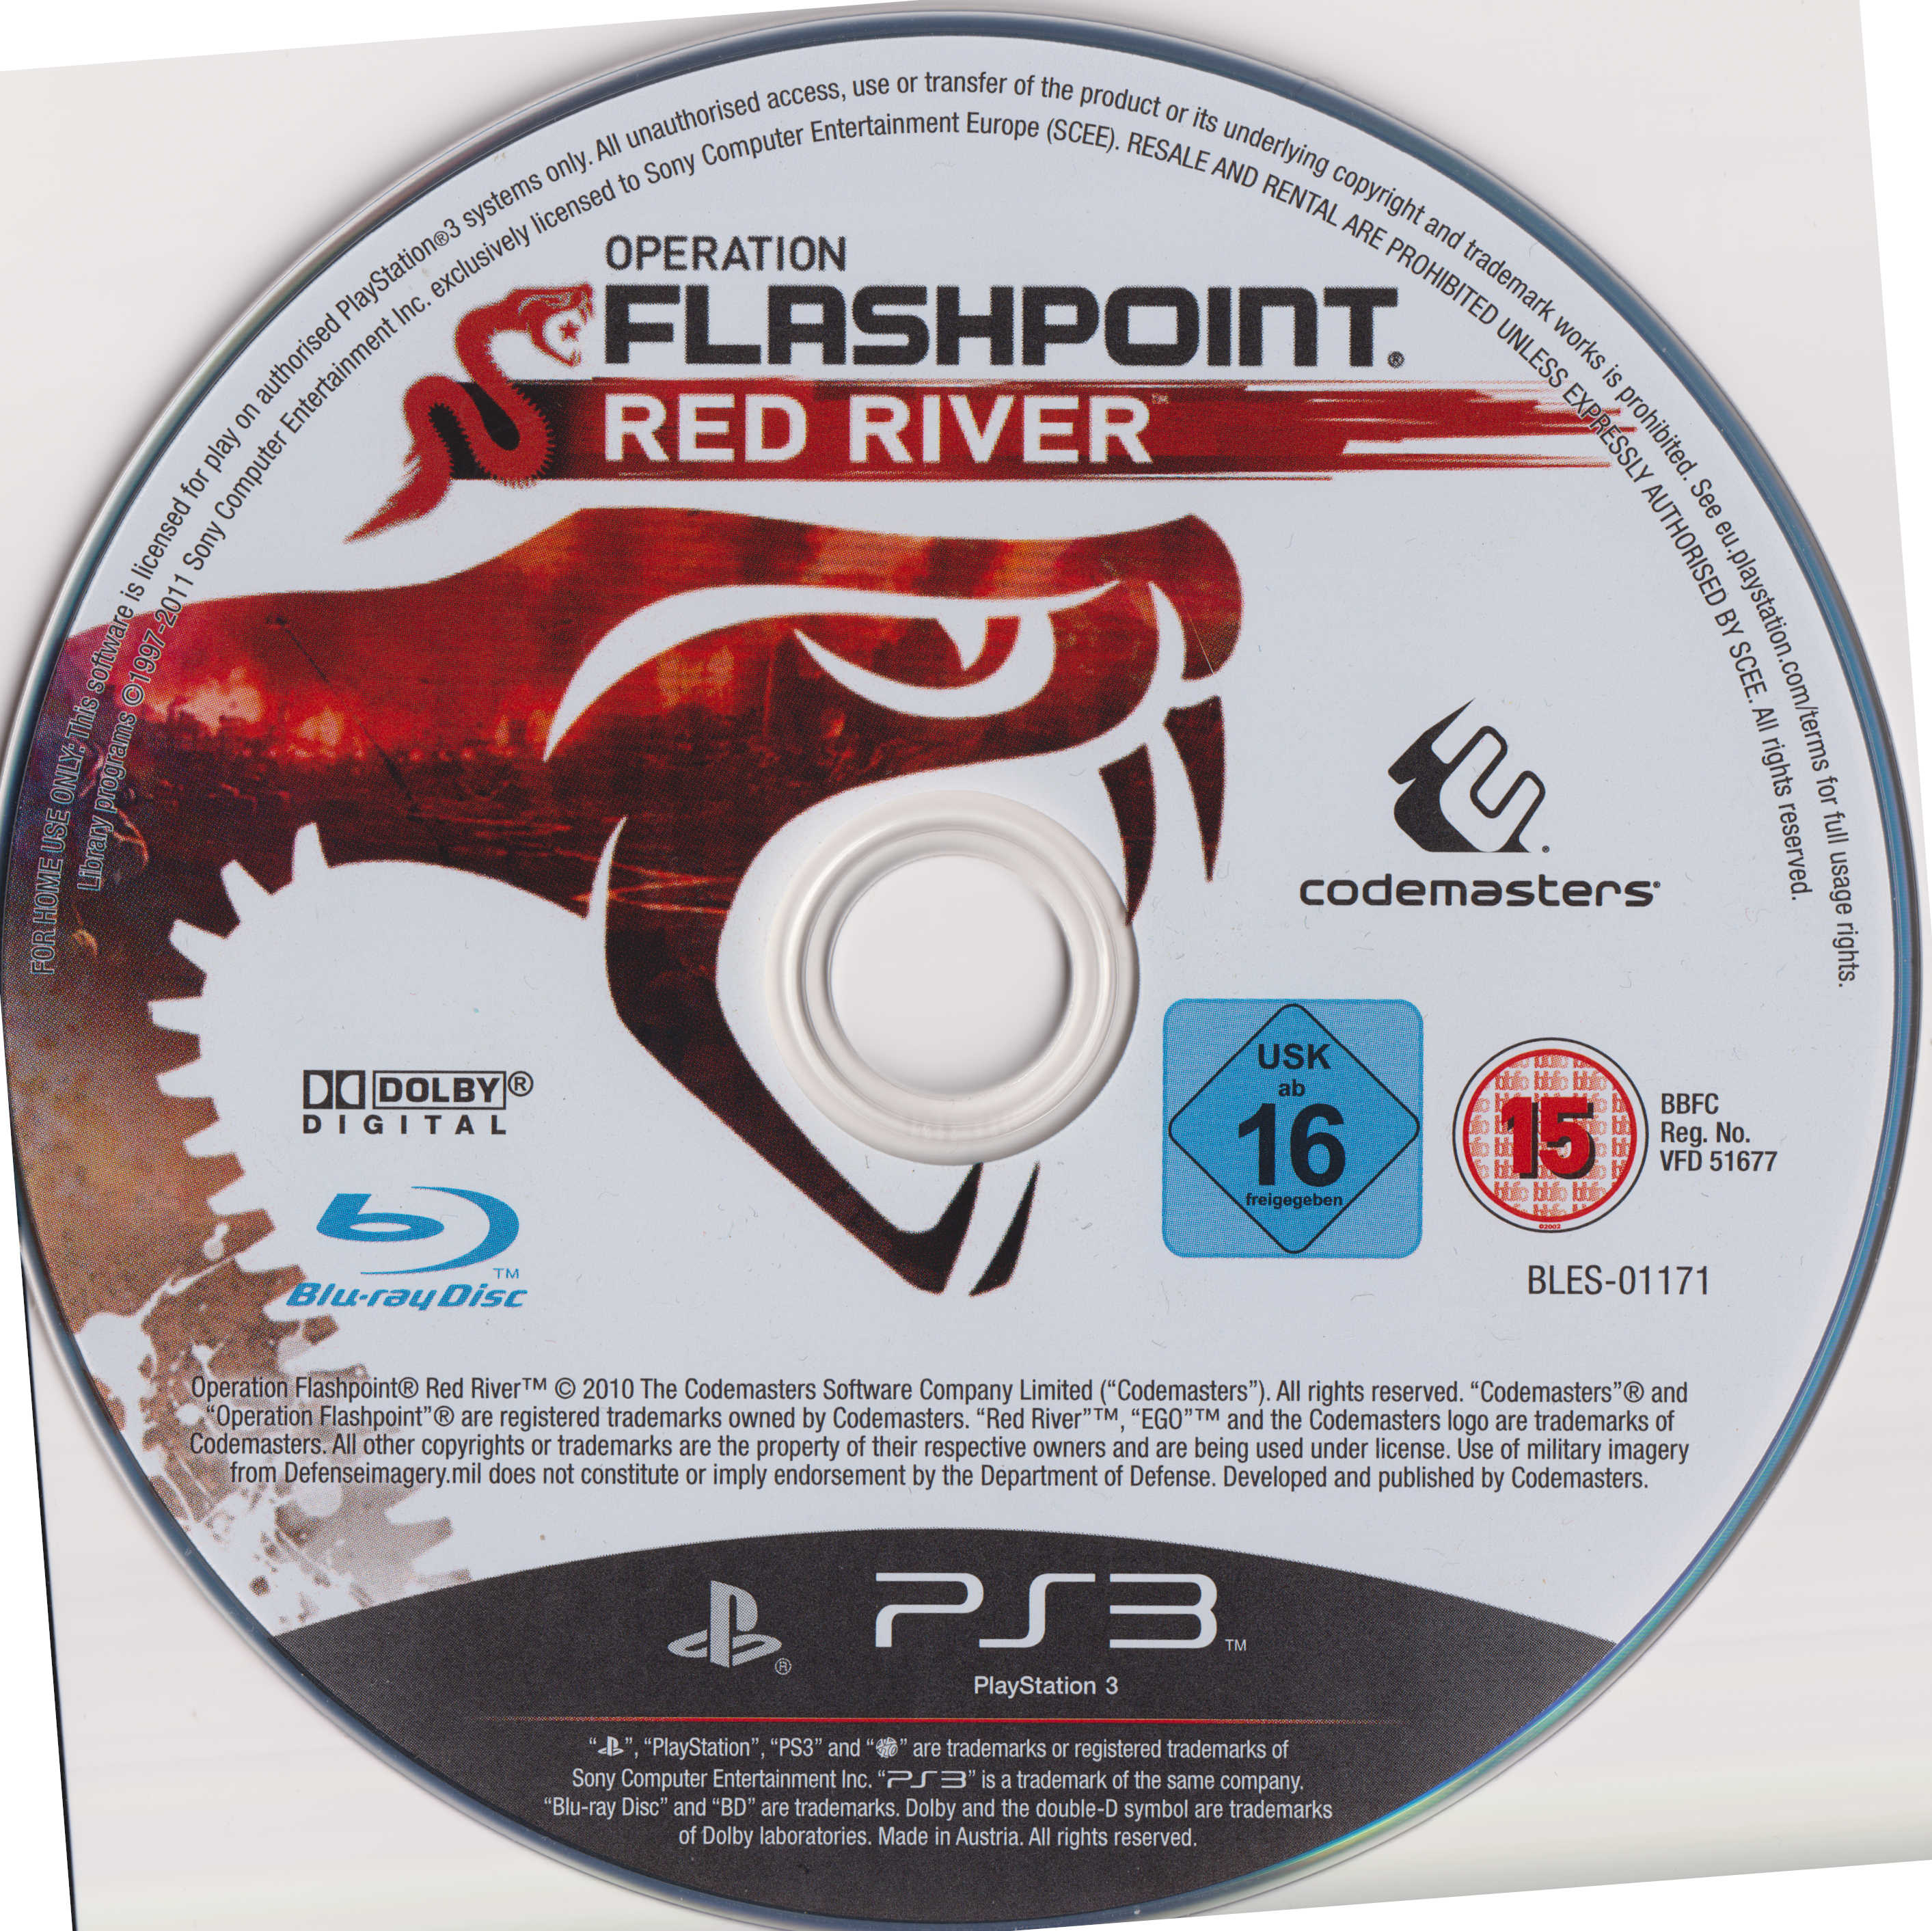 FOR HOME USE ONLY: This software is licensed for play on authorised PlayStation®3 systems only. All unauthorised access, use or transfer of the product or its underlying copyright and trademark works is prohibited. See eu.playstation.com/terms for full usage rights.
Library programs ©1997-2011 Sony Computer Entertainment Inc. exclusively licensed to Sony Computer Entertainment Europe (SCEE). RESALE AND RENTAL ARE PROHIBITED UNLESS EXPRESSLY AUTHORISED BY SCEE. All rights reserved.
OPERATION
FLASHPOINT®
RED RIVER™
codemasters®
DOLBY®
DIGITAL
USK
ab
16
freigegeben
15
©2002
BBFC
Reg. No.
VFD 51677
Blu-ray Disc™
BLES-01171
Operation Flashpoint® Red River™ © 2010 The Codemasters Software Company Limited (“Codemasters”). All rights reserved. “Codemasters”® and
“Operation Flashpoint”® are registered trademarks owned by Codemasters. “Red River”™, “EGO”™ and the Codemasters logo are trademarks of
Codemasters. All other copyrights or trademarks are the property of their respective owners and are being used under license. Use of military imagery
from Defenseimagery.mil does not constitute or imply endorsement by the Department of Defense. Developed and published by Codemasters.
PS3™
PlayStation 3
“ ”, “PlayStation”, “PS3” and “ ” are trademarks or registered trademarks of
Sony Computer Entertainment Inc. “PS3” is a trademark of the same company.
“Blu-ray Disc” and “BD” are trademarks. Dolby and the double-D symbol are trademarks
of Dolby laboratories. Made in Austria. All rights reserved.